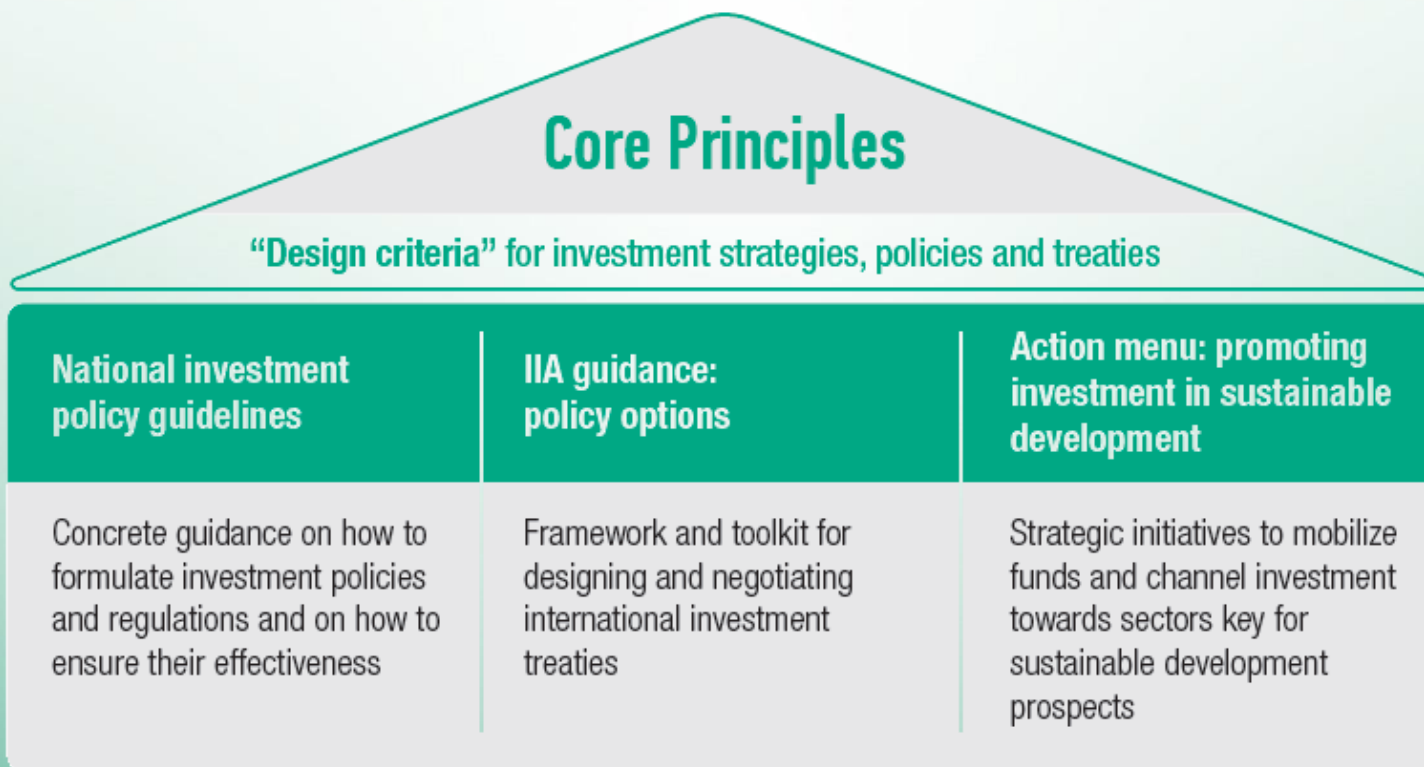 Core Principles
“Design criteria” for investment strategies, policies and treaties
National investment
policy guidelines
Concrete guidance on how to
formulate investment policies
and regulations and on how to
ensure their effectiveness
IIA guidance:
policy options
Framework and toolkit for
designing and negotiating
international investment
treaties
Action menu: promoting
investment in sustainable
development
Strategic initiatives to mobilize
funds and channel investment
towards sectors key for
sustainable development
prospects